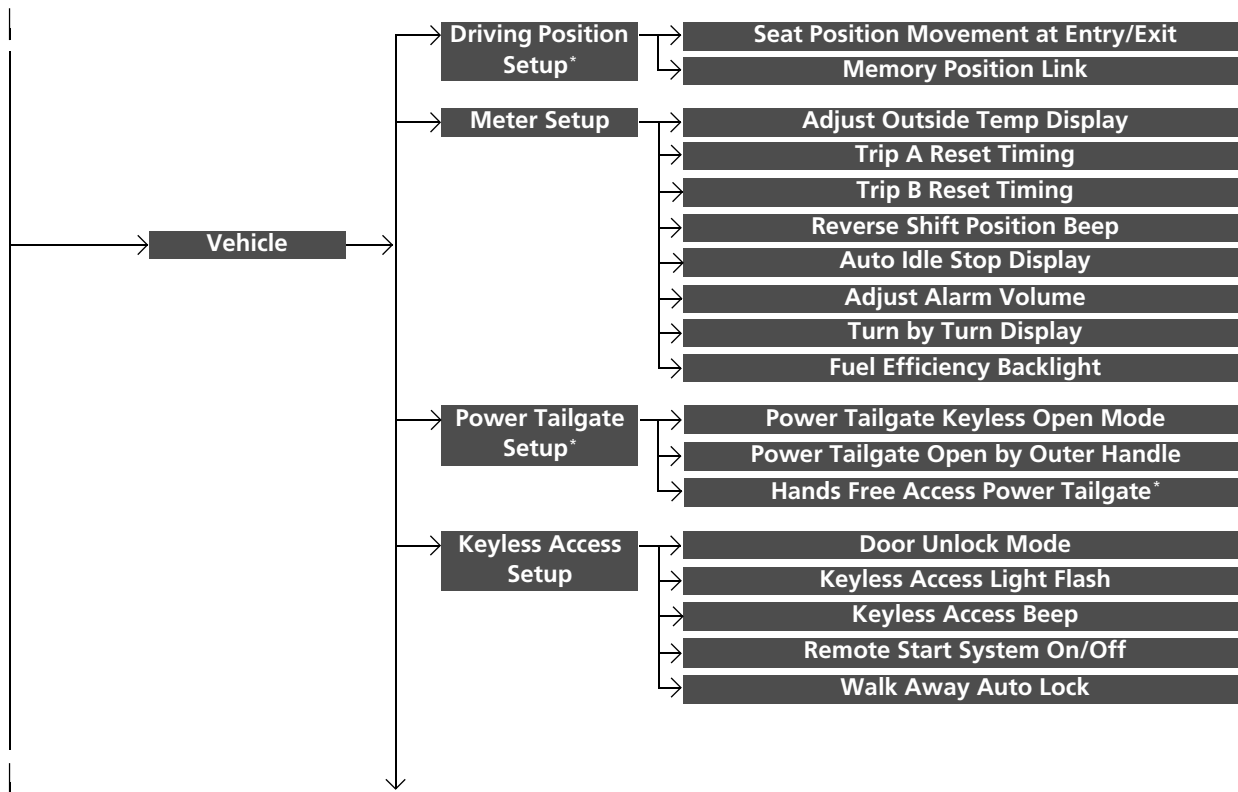 Vehicle
Driving Position
Setup*
Seat Position Movement at Entry/Exit
Memory Position Link
Meter Setup
Adjust Outside Temp Display
Trip A Reset Timing
Trip B Reset Timing
Reverse Shift Position Beep
Auto Idle Stop Display
Adjust Alarm Volume
Turn by Turn Display
Fuel Efficiency Backlight
Power Tailgate
Setup*
Power Tailgate Keyless Open Mode
Power Tailgate Open by Outer Handle
Hands Free Access Power Tailgate*
Keyless Access
Setup
Door Unlock Mode
Keyless Access Light Flash
Keyless Access Beep
Remote Start System On/Off
Walk Away Auto Lock